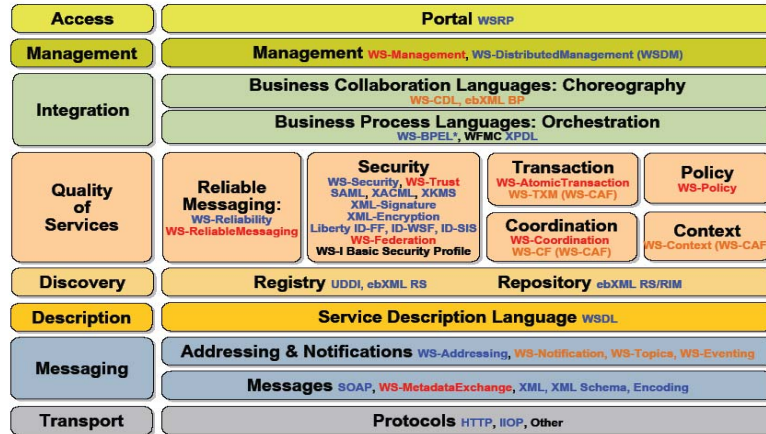 Access
Portal WSRP
Management
Management WS-Management, WS-DistributedManagement (WSDM)
Integration
Business Collaboration Languages: Choreography
WS-CDL, ebXML BP
Business Process Languages: Orchestration
WS-BPEL*, WFMC XPDL
Quality
of
Services
Reliable
Messaging:
WS-Reliability
WS-ReliableMessaging
Security
WS-Security, WS-Trust
SAML, XACML, XKMS
XML-Signature
XML-Encryption
Liberty ID-FF, ID-WSF, ID-SIS
WS-Federation
WS-I Basic Security Profile
Transaction
WS-AtomicTransaction
WS-TXM (WS-CAF)
Coordination
WS-Coordination
WS-CF (WS-CAF)
Policy
WS-Policy
Context
WS-Context (WS-CAF
Discovery
Registry UDDI, ebXML RS
Repository ebXML RS/RIM
Description
Service Description Language WSDL
Messaging
Addressing & Notifications WS-Addressing, WS-Notification, WS-Topics, WS-Eventing
Messages SOAP, WS-MetadataExchange, XML, XML Schema, Encoding
Transport
Protocols HTTP, IIOP, Other